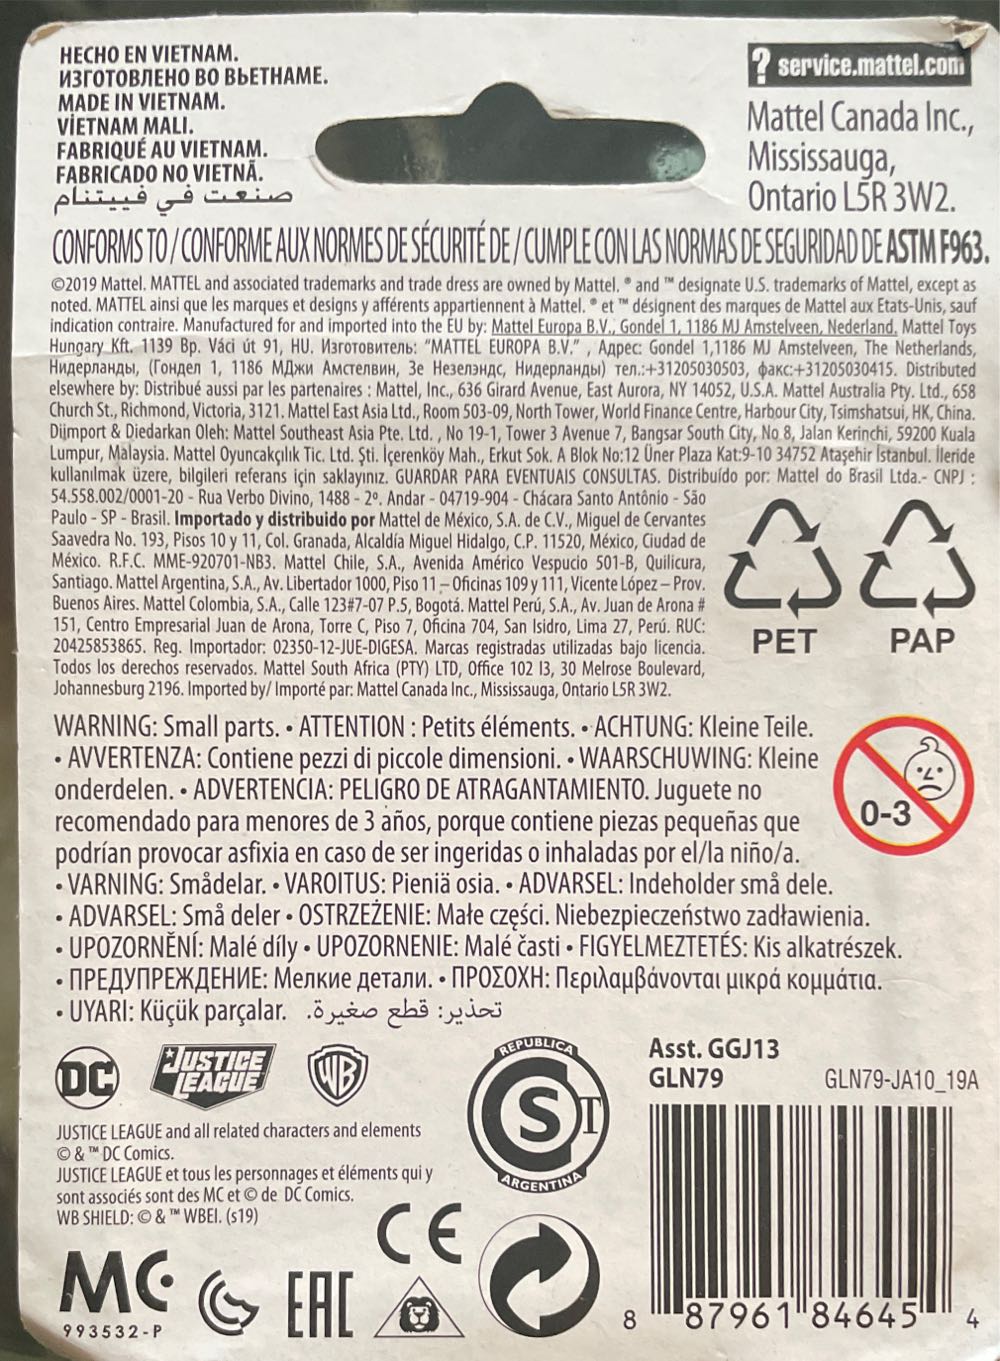 HECHO EN VIETNAM.
ИЗГОТОВЛЕНО ВО ВЬЕТНАМЕ.
MADE IN VIETNAM.
VİETNAM MALI.
FABRIQUÉ AU VIETNAM.
FABRICADO NO VIETNÃ.
صنعت في فييتنام
? service.mattel.com
Mattel Canada Inc.,
Mississauga,
Ontario L5R 3W2.
CONFORMS TO / CONFORME AUX NORMES DE SÉCURITÉ DE / CUMPLE CON LAS NORMAS DE SEGURIDAD DE ASTM F963.
©2019 Mattel. MATTEL and associated trademarks and trade dress are owned by Mattel. ® and ™ designate U.S. trademarks of Mattel, except as
noted. MATTEL ainsi que les marques et designs y afférents appartiennent à Mattel. ® et ™ désignent des marques de Mattel aux Etats-Unis, sauf
indication contraire. Manufactured for and imported into the EU by: Mattel Europa B.V., Gondel 1, 1186 MJ Amstelveen, Nederland. Mattel Toys
Hungary Kft. 1139 Bp. Váci út 91, HU. Изготовитель: "MATTEL EUROPA B.V." , Адрес: Gondel 1,1186 MJ Amstelveen, The Netherlands,
Нидерланды, (Гондел 1, 1186 МДжи Амстелвин, Зе Незелэндс, Нидерланды) тел.:+31205030503, факс:+31205030415. Distributed
elsewhere by: Distribué aussi par les partenaires : Mattel, Inc., 636 Girard Avenue, East Aurora, NY 14052, U.S.A. Mattel Australia Pty. Ltd., 658
Church St., Richmond, Victoria, 3121. Mattel East Asia Ltd., Room 503-09, North Tower, World Finance Centre, Harbour City, Tsimshatsui, HK, China.
Diimport & Diedarkan Oleh: Mattel Southeast Asia Pte. Ltd. , No 19-1, Tower 3 Avenue 7, Bangsar South City, No 8, Jalan Kerinchi, 59200 Kuala
Lumpur, Malaysia. Mattel Oyuncakçılık Tic. Ltd. Şti. İçerenköy Mah., Erkut Sok. A Blok No:12 Üner Plaza Kat:9-10 34752 Ataşehir İstanbul. İleride
kullanılmak üzere, bilgileri referans için saklayınız. GUARDAR PARA EVENTUAIS CONSULTAS. Distribuído por: Mattel do Brasil Ltda.- CNPJ :
54.558.002/0001-20 - Rua Verbo Divino, 1488 - 2º. Andar - 04719-904 - Chácara Santo Antônio - São
Paulo - SP - Brasil. Importado y distribuido por Mattel de México, S.A. de C.V., Miguel de Cervantes
Saavedra No. 193, Pisos 10 y 11, Col. Granada, Alcaldía Miguel Hidalgo, C.P. 11520, México, Ciudad de
México. R.F.C. MME-920701-NB3. Mattel Chile, S.A., Avenida Américo Vespucio 501-B, Quilicura,
Santiago. Mattel Argentina, S.A., Av. Libertador 1000, Piso 11 – Oficinas 109 y 111, Vicente López – Prov.
Buenos Aires. Mattel Colombia, S.A., Calle 123#7-07 P.5, Bogotá. Mattel Perú, S.A., Av. Juan de Arona #
151, Centro Empresarial Juan de Arona, Torre C, Piso 7, Oficina 704, San Isidro, Lima 27, Perú. RUC:
20425853865. Reg. Importador: 02350-12-JUE-DIGESA. Marcas registradas utilizadas bajo licencia.
Todos los derechos reservados. Mattel South Africa (PTY) LTD, Office 102 I3, 30 Melrose Boulevard,
Johannesburg 2196. Imported by/ Importé par: Mattel Canada Inc., Mississauga, Ontario L5R 3W2.
PET
PAP
WARNING: Small parts. • ATTENTION : Petits éléments. • ACHTUNG: Kleine Teile.
• AVVERTENZA: Contiene pezzi di piccole dimensioni. • WAARSCHUWING: Kleine
onderdelen. • ADVERTENCIA: PELIGRO DE ATRAGANTAMIENTO. Juguete no
recomendado para menores de 3 años, porque contiene piezas pequeñas que
podrían provocar asfixia en caso de ser ingeridas o inhaladas por el/la niño/a.
• VARNING: Smådelar. • VAROITUS: Pieniä osia. • ADVARSEL: Indeholder små dele.
• ADVARSEL: Små deler • OSTRZEŻENIE: Małe części. Niebezpieczeństwo zadławienia.
• UPOZORNĚNÍ: Malé díly • UPOZORNENIE: Malé časti • FIGYELMEZTETÉS: Kis alkatrészek.
• ПРЕДУПРЕЖДЕНИЕ: Мелкие детали. • ΠΡΟΣΟΧΗ: Περιλαμβάνονται μικρά κομμάτια.
• UYARI: Küçük parçalar. تحذير: قطع صغيرة.
0-3
DC
JUSTICE
LEAGUE
WB
JUSTICE LEAGUE and all related characters and elements
© & ™ DC Comics.
JUSTICE LEAGUE et tous les personnages et éléments qui y
sont associés sont des MC et © de DC Comics.
WB SHIELD: © & ™ WBEI. (s19)
REPUBLICA
S T
ARGENTINA
Asst. GGJ13
GLN79
GLN79-JA10_19A
CE
MC
993532-P
EAC
8 87961 84645 4